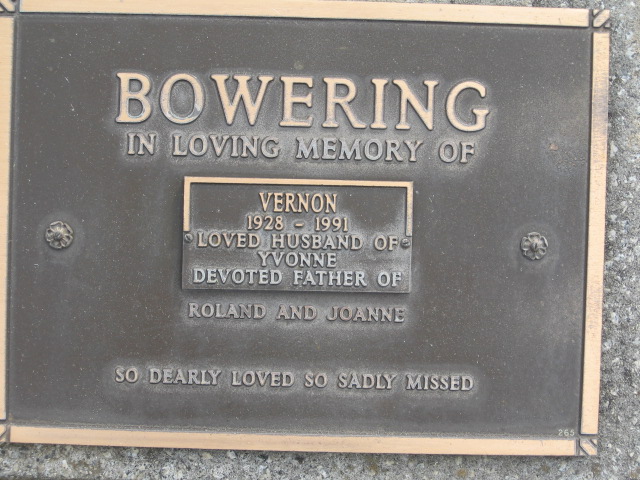 BOWERING
IN LOVING MEMORY OF
VERNON
1928 - 1991
LOVED HUSBAND OF
YVONNE
DEVOTED FATHER OF
ROLAND AND JOANNE
SO DEARLY LOVED SO SADLY MISSED
265